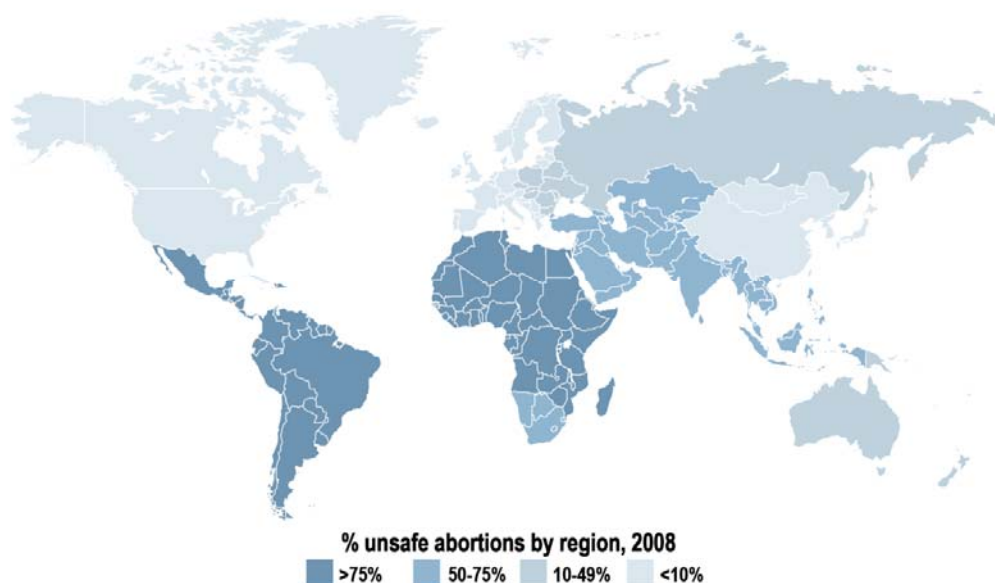 % unsafe abortions by region, 2008
>75% 50-75% 10-49% <10%